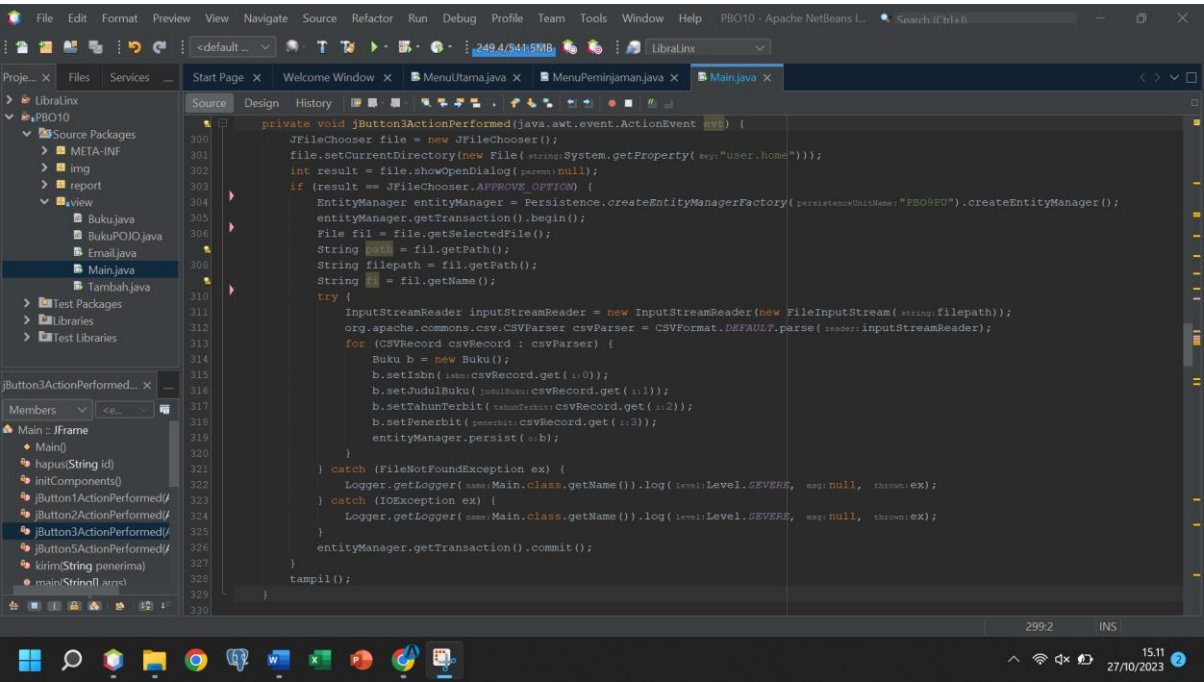 File Edit Format Preview View Navigate Source Refactor Run Debug Profile Team Tools Window Help PBO10 - Apache NetBeans I... Search (Ctrl+I)
<default... 249.4/541.5MB LibraLinx
Proje... Files Services
Start Page Welcome Window MenuUtama.java MenuPeminjaman.java Main.java
Source Design History
LibraLinx
PBO10
Source Packages
META-INF
img
report
view
Buku.java
BukuPOJO.java
Email.java
Main.java
Tambah.java
Test Packages
Libraries
Test Libraries
jButton3ActionPerformed...
Members <e...
Main :: JFrame
Main()
hapus(String id)
initComponents()
jButton1ActionPerformed(A
jButton2ActionPerformed(A
jButton3ActionPerformed(A
jButton5ActionPerformed(A
kirim(String penerima)
main(String[] args)
private void jButton3ActionPerformed(java.awt.event.ActionEvent evt) {
300 JFileChooser file = new JFileChooser();
301 file.setCurrentDirectory(new File( string:System.getProperty( key:"user.home")));
302 int result = file.showOpenDialog( parent:null);
303 if (result == JFileChooser.APPROVE_OPTION) {
304 EntityManager entityManager = Persistence.createEntityManagerFactory( persistenceUnitName:"PBO9PU").createEntityManager();
305 entityManager.getTransaction().begin();
306 File fil = file.getSelectedFile();
String path = fil.getPath();
308 String filepath = fil.getPath();
String fi = fil.getName();
310 try {
311 InputStreamReader inputStreamReader = new InputStreamReader(new FileInputStream( string:filepath));
312 org.apache.commons.csv.CSVParser csvParser = CSVFormat.DEFAULT.parse( reader:inputStreamReader);
313 for (CSVRecord csvRecord : csvParser) {
314 Buku b = new Buku();
315 b.setIsbn( isbn:csvRecord.get( i:0));
316 b.setJudulBuku( judulBuku:csvRecord.get( i:1));
317 b.setTahunTerbit( tahunTerbit:csvRecord.get( i:2));
318 b.setPenerbit( penerbit:csvRecord.get( i:3));
319 entityManager.persist( o:b);
320 }
321 } catch (FileNotFoundException ex) {
322 Logger.getLogger( name:Main.class.getName()).log( level:Level.SEVERE, msg:null, thrown:ex);
323 } catch (IOException ex) {
324 Logger.getLogger( name:Main.class.getName()).log( level:Level.SEVERE, msg:null, thrown:ex);
325 }
326 entityManager.getTransaction().commit();
327 }
328 tampil();
329 }
330
299:2 INS
15.11
27/10/2023 2